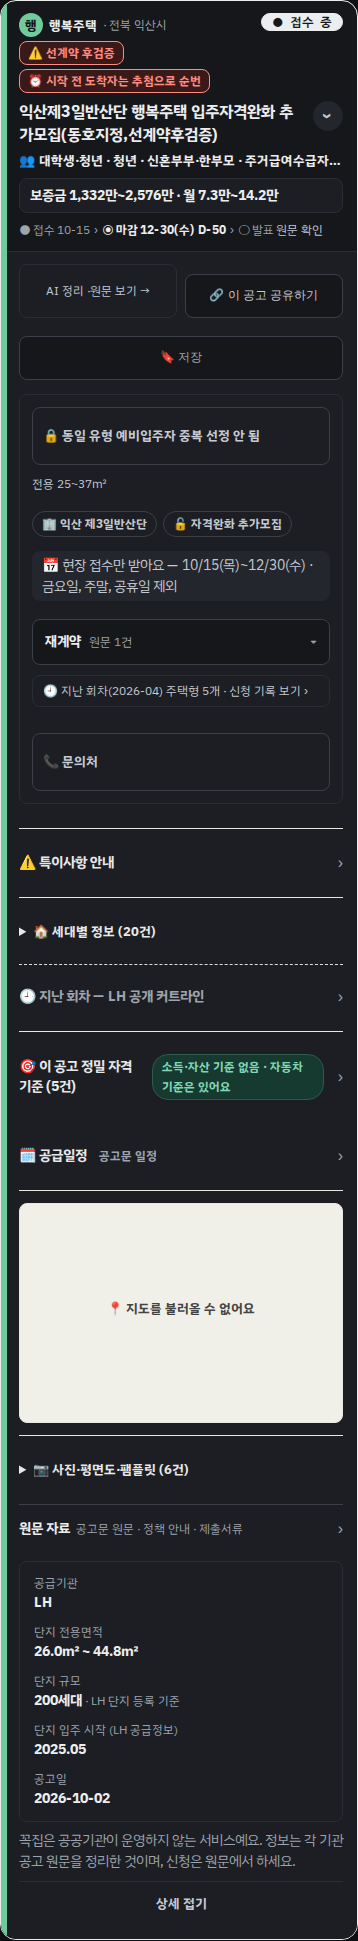 행 행복주택 · 전북 익산시 ● 접수 중
⚠️ 선계약 후검증
⏰ 시작 전 도착자는 추첨으로 순번
익산제3일반산단 행복주택 입주자격완화 추
가모집(동호지정,선계약후검증)
👥 대학생·청년 · 청년 · 신혼부부·한부모 · 주거급여수급자...
보증금 1,332만~2,576만 · 월 7.3만~14.2만
접수 10-15 › 마감 12-30(수) D-50 › 발표 원문 확인
AI 정리 ·원문 보기 →
🔗 이 공고 공유하기
🔖 저장
🔒 동일 유형 예비입주자 중복 선정 안 됨
전용 25~37m²
🏢 익산 제3일반산단 🔓 자격완화 추가모집
📅 현장 접수만 받아요 — 10/15(목)~12/30(수) ·
금요일, 주말, 공휴일 제외
재계약 원문 1건
🕘 지난 회차(2026-04) 주택형 5개 · 신청 기록 보기 ›
📞 문의처
⚠️ 특이사항 안내 ›
▶ 🏠 세대별 정보 (20건)
🕘 지난 회차 — LH 공개 커트라인 ›
🎯 이 공고 정밀 자격
기준 (5건)
소득·자산 기준 없음 · 자동차
기준은 있어요 ›
🗓️ 공급일정 공고문 일정 ›
📍 지도를 불러올 수 없어요
▶ 📷 사진·평면도·팸플릿 (6건)
원문 자료 공고문 원문 · 정책 안내 · 제출서류 ›
공급기관
LH
단지 전용면적
26.0m² ~ 44.8m²
단지 규모
200세대 · LH 단지 등록 기준
단지 입주 시작 (LH 공급정보)
2025.05
공고일
2026-10-02
꼭집은 공공기관이 운영하지 않는 서비스예요. 정보는 각 기관
공고 원문을 정리한 것이며, 신청은 원문에서 하세요.
상세 접기